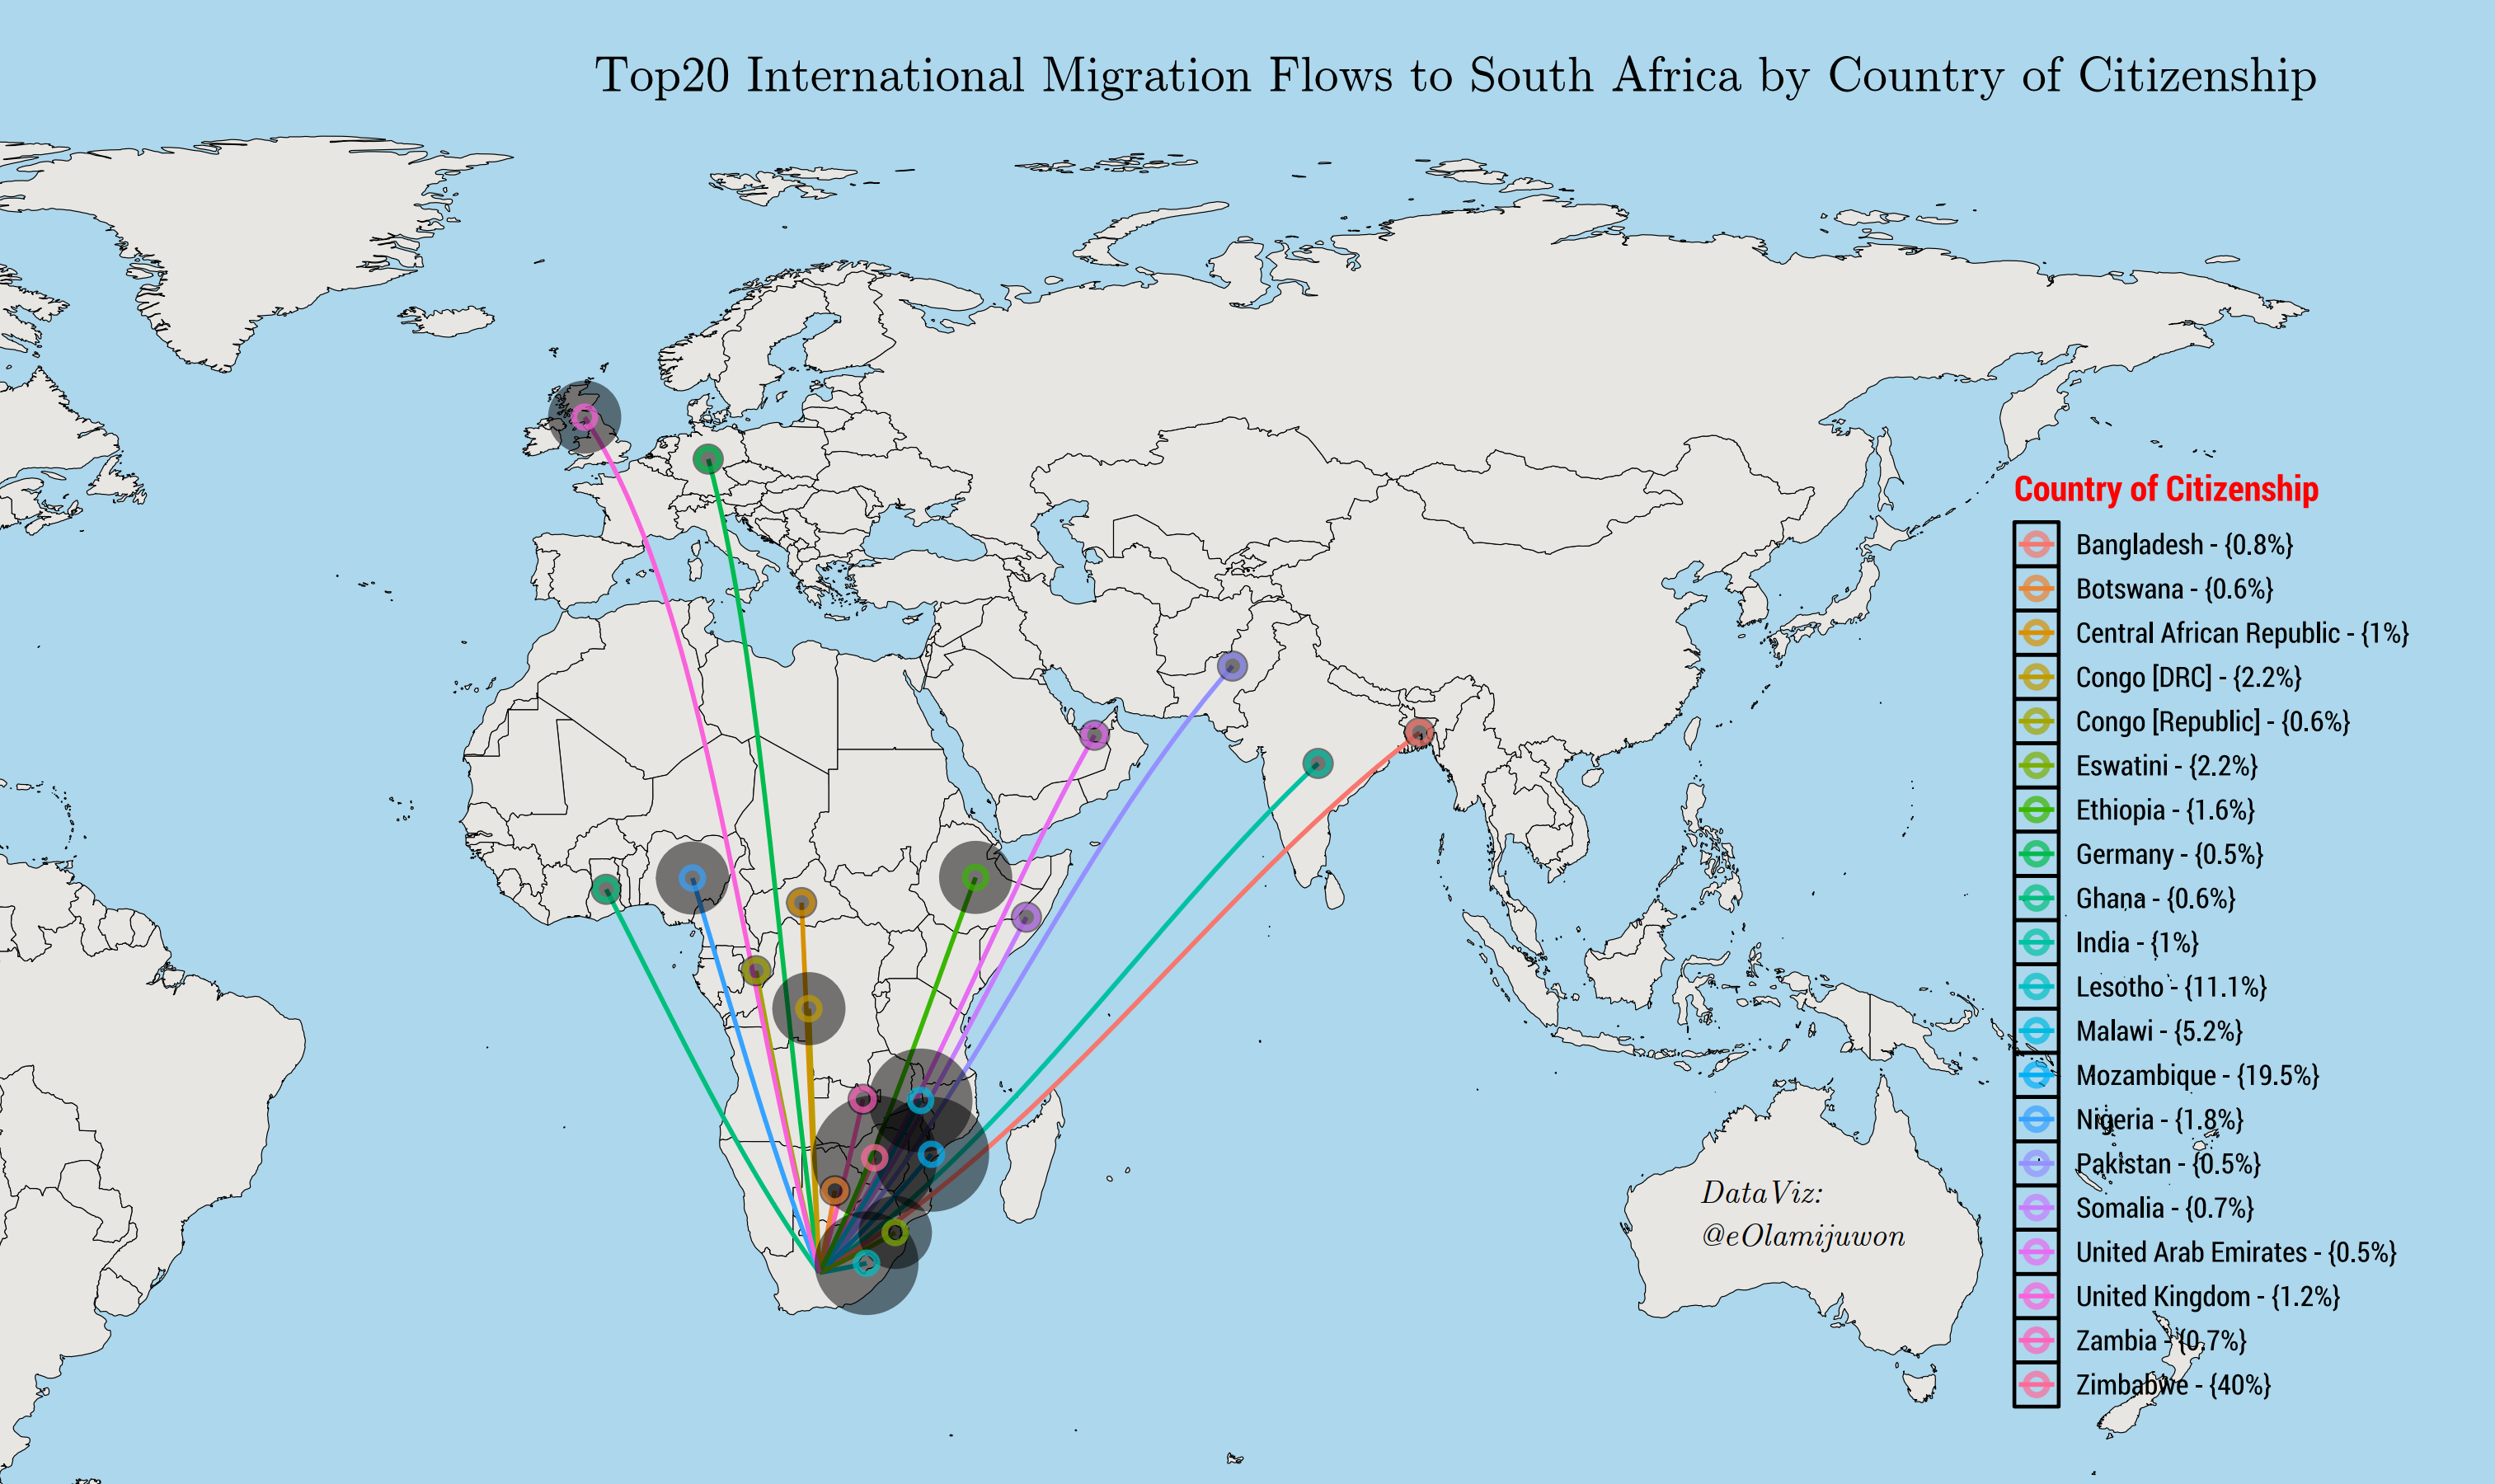 Top20 International Migration Flows to South Africa by Country of Citizenship
Country of Citizenship
Bangladesh - {0.8%}
Botswana - {0.6%}
Central African Republic - {1%}
Congo [DRC] - {2.2%}
Congo [Republic] - {0.6%}
Eswatini - {2.2%}
Ethiopia - {1.6%}
Germany - {0.5%}
Ghana - {0.6%}
India - {1%}
Lesotho - {11.1%}
Malawi - {5.2%}
Mozambique - {19.5%}
Nigeria - {1.8%}
Pakistan - {0.5%}
Somalia - {0.7%}
United Arab Emirates - {0.5%}
United Kingdom - {1.2%}
Zambia - {0.7%}
Zimbabwe - {40%}
DataViz:
@eOlamijuwon